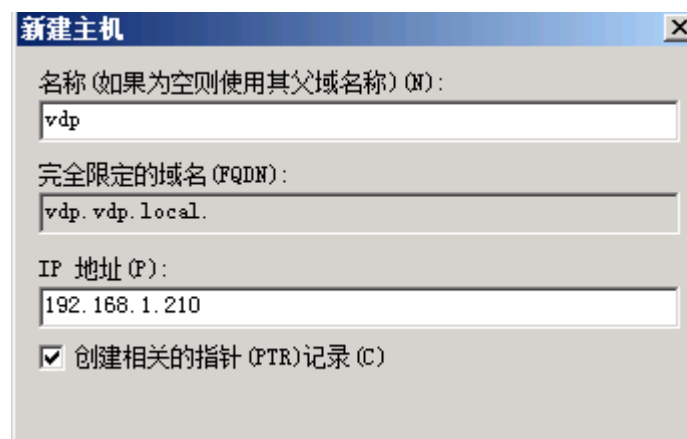 新建主机
名称(如果为空则使用其父域名称)(N):
vdp
完全限定的域名(FQDN):
vdp.vdp.local.
IP 地址(P):
192.168.1.210
创建相关的指针(PTR)记录(C)